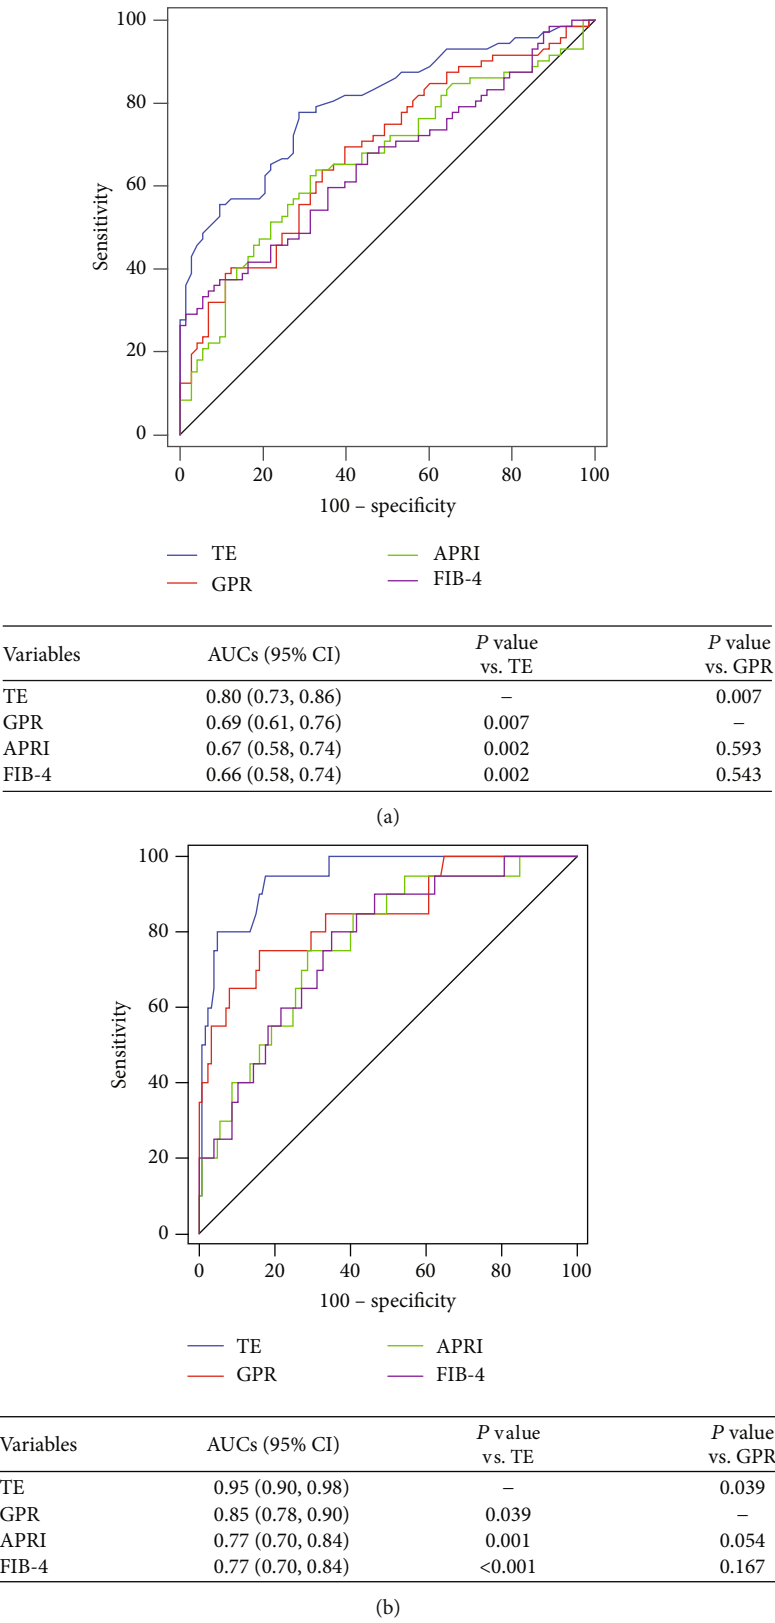 100
80
60
40
20
0
Sensitivity
0 20 40 60 80 100
100 – specificity
TE APRI
GPR FIB-4
Variables AUCs (95% CI) P value vs. TE P value vs. GPR
TE 0.80 (0.73, 0.86) – 0.007
GPR 0.69 (0.61, 0.76) 0.007 –
APRI 0.67 (0.58, 0.74) 0.002 0.593
FIB-4 0.66 (0.58, 0.74) 0.002 0.543
(a)
100
80
60
40
20
0
Sensitivity
0 20 40 60 80 100
100 – specificity
TE APRI
GPR FIB-4
Variables AUCs (95% CI) P value vs. TE P value vs. GPR
TE 0.95 (0.90, 0.98) – 0.039
GPR 0.85 (0.78, 0.90) 0.039 –
APRI 0.77 (0.70, 0.84) 0.001 0.054
FIB-4 0.77 (0.70, 0.84) <0.001 0.167
(b)